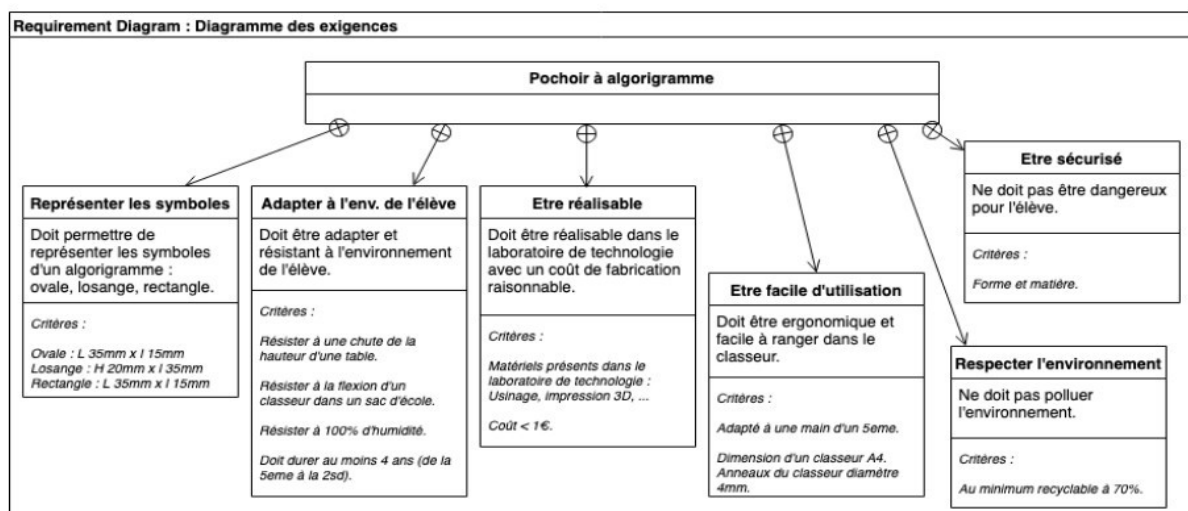 Requirement Diagram : Diagramme des exigences
Pochoir à algorigramme
Représenter les symboles
Doit permettre de
représenter les symboles
d'un algorigramme :
ovale, losange, rectangle.
Critères :
Ovale : L 35mm x l 15mm
Losange : H 20mm x l 35mm
Rectangle : L 35mm x l 15mm
Adapter à l'env. de l'élève
Doit être adapter et
résistant à l'environnement
de l'élève.
Critères :
Résister à une chute de la
hauteur d'une table.
Résister à la flexion d'un
classeur dans un sac d'école.
Résister à 100% d'humidité.
Doit durer au moins 4 ans (de la
5eme à la 2sd).
Etre réalisable
Doit être réalisable dans le
laboratoire de technologie
avec un coût de fabrication
raisonnable.
Critères :
Matériels présents dans le
laboratoire de technologie :
Usinage, impression 3D, ...
Coût < 1€.
Etre facile d'utilisation
Doit être ergonomique et
facile à ranger dans le
classeur.
Critères :
Adapté à une main d'un 5eme.
Dimension d'un classeur A4.
Anneaux du classeur diamètre
4mm.
Etre sécurisé
Ne doit pas être dangereux
pour l'élève.
Critères :
Forme et matière.
Respecter l'environnement
Ne doit pas polluer
l'environnement.
Critères :
Au minimum recyclable à 70%.